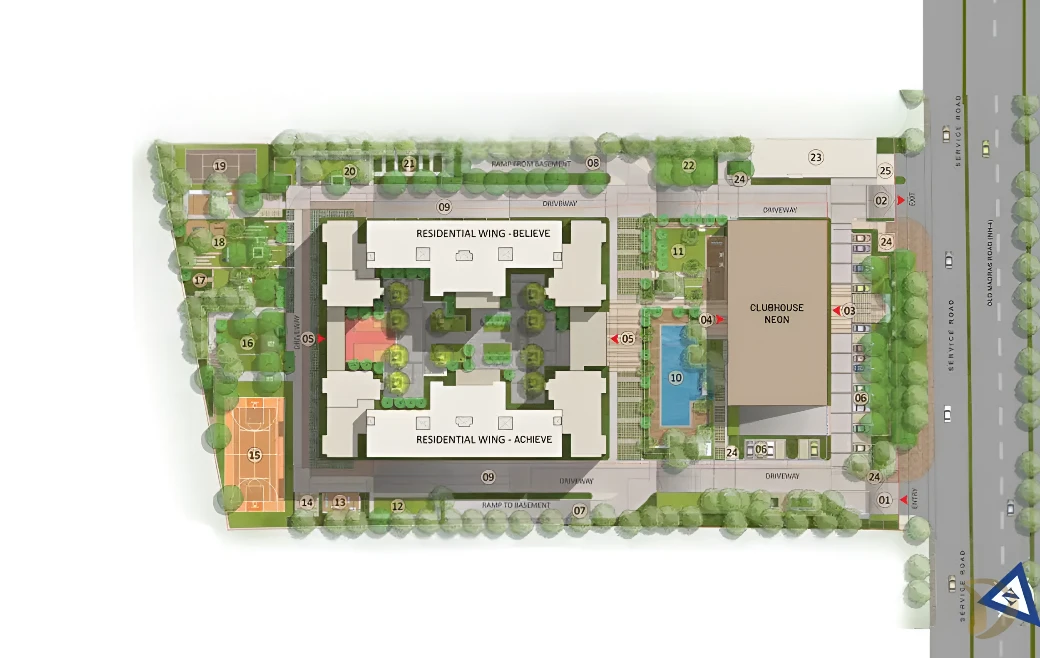 19
20
21
RAMP FROM BASEMENT
08
22
24
23
25
09
DRIVEWAY
DRIVEWAY
02
EXIT
SERVICE ROAD
RESIDENTIAL WING - BELIEVE
18
17
11
24
OLD MADRAS ROAD (NH-4)
CLUBHOUSE
NEON
04
03
05
05
DRIVEWAY
16
10
SERVICE ROAD
06
15
RESIDENTIAL WING - ACHIEVE
24
06
09
DRIVEWAY
DRIVEWAY
24
14
13
12
RAMP TO BASEMENT
07
01
ENTRY
SERVICE ROAD
N